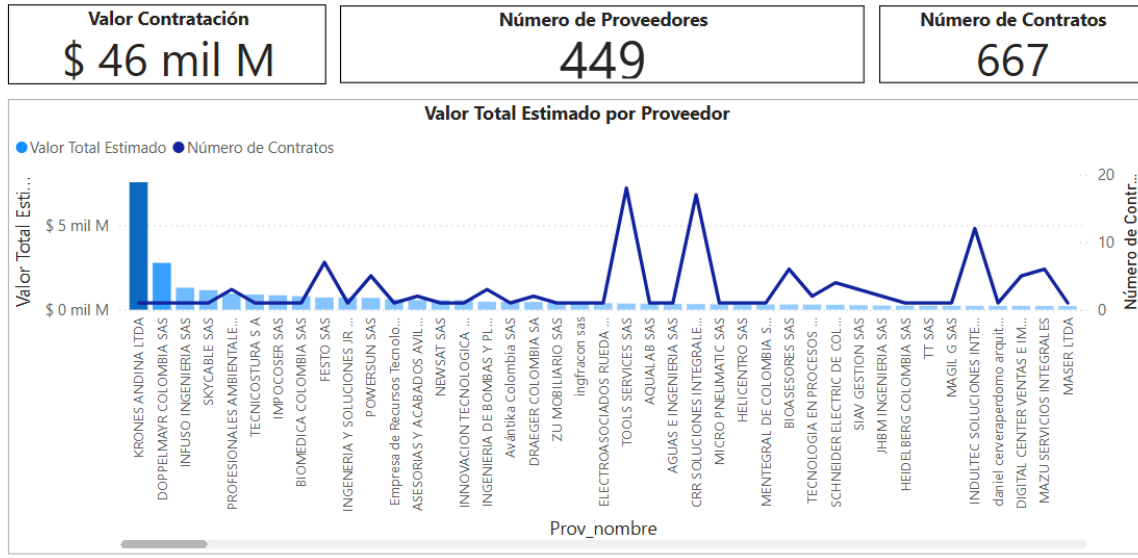 Valor Contratación
$ 46 mil M
Número de Proveedores
449
Número de Contratos
667
Valor Total Estimado por Proveedor
Valor Total Estimado
Número de Contratos
Valor Total Esti...
$ 5 mil M
$ 0 mil M
20
10
0
Número de Contr...
KRONES ANDINA LTDA
DOPPELMAYR COLOMBIA SAS
INFUSO INGENIERIA SAS
SKYCABLE SAS
PROFESIONALES AMBIENTALE...
TECNICOSTURA S A
IMPOCOSER SAS
BIOMEDICA COLOMBIA SAS
FESTO SAS
INGENIERIA Y SOLUCIONES JR ...
POWERSUN SAS
Empresa de Recursos Tecnolo...
ASESORIAS Y ACABADOS AVIL...
NEWSAT SAS
INNOVACION TECNOLOGICA ...
INGENIERIA DE BOMBAS Y PL...
Avántika Colombia SAS
DRAEGER COLOMBIA SA
ZU MOBILIARIO SAS
ingfracon sas
ELECTROASOCIADOS RUEDA ...
TOOLS SERVICES SAS
AQUALAB SAS
AGUAS E INGENIERIA SAS
CRR SOLUCIONES INTEGRALE...
MICRO PNEUMATIC SAS
HELICENTRO SAS
MENTEGRAL DE COLOMBIA S...
BIOASESORES SAS
TECNOLOGIA EN PROCESOS ...
SCHNEIDER ELECTRIC DE COL...
SIAV GESTION SAS
JHBM INGENIERIA SAS
HEIDELBERG COLOMBIA SAS
TT SAS
MAGIL G SAS
INDULTEC SOLUCIONES INTE...
daniel cerveraperdomo arquit...
DIGITAL CENTER VENTAS E IM...
MAZU SERVICIOS INTEGRALES
MASER LTDA
Prov_nombre